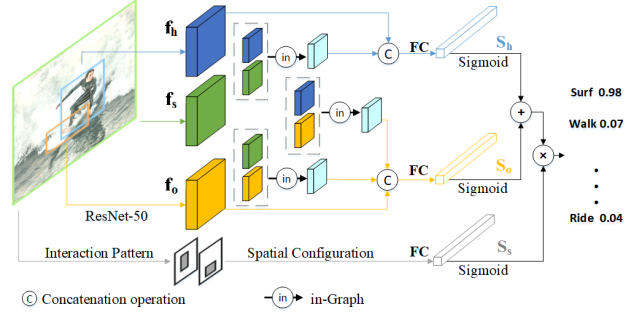 f_h
in
FC
S_h
C
Sigmoid
f_s
in
Surf 0.98
+
Walk 0.07
×
f_o
in
FC
S_o
C
Sigmoid
ResNet-50
Ride 0.04
Interaction Pattern
Spatial Configuration
FC
S_s
Sigmoid
C Concatenation operation
in in-Graph